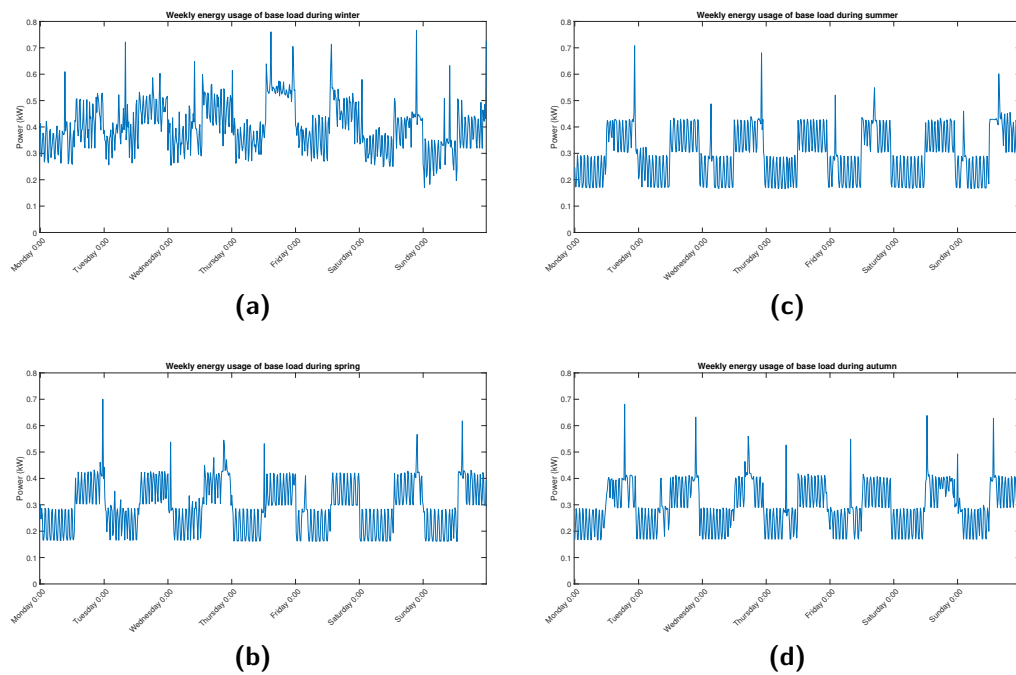 Weekly energy usage of base load during winter
Power (kW)
0.8
0.7
0.6
0.5
0.4
0.3
0.2
0.1
0
Monday 0:00
Tuesday 0:00
Wednesday 0:00
Thursday 0:00
Friday 0:00
Saturday 0:00
Sunday 0:00
(a)
Weekly energy usage of base load during summer
Power (kW)
0.8
0.7
0.6
0.5
0.4
0.3
0.2
0.1
0
Monday 0:00
Tuesday 0:00
Wednesday 0:00
Thursday 0:00
Friday 0:00
Saturday 0:00
Sunday 0:00
(c)
Weekly energy usage of base load during spring
Power (kW)
0.8
0.7
0.6
0.5
0.4
0.3
0.2
0.1
0
Monday 0:00
Tuesday 0:00
Wednesday 0:00
Thursday 0:00
Friday 0:00
Saturday 0:00
Sunday 0:00
(b)
Weekly energy usage of base load during autumn
Power (kW)
0.8
0.7
0.6
0.5
0.4
0.3
0.2
0.1
0
Monday 0:00
Tuesday 0:00
Wednesday 0:00
Thursday 0:00
Friday 0:00
Saturday 0:00
Sunday 0:00
(d)